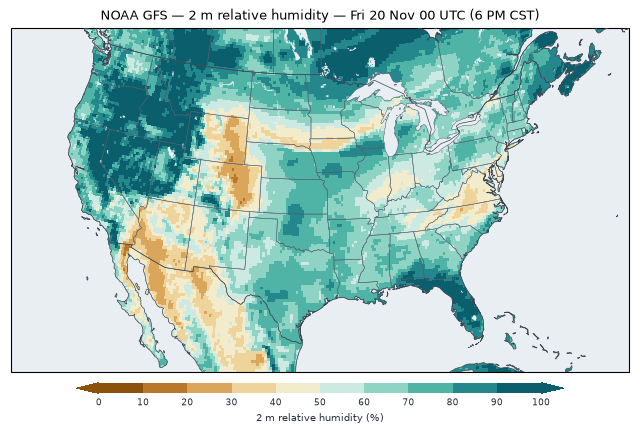 NOAA GFS — 2 m relative humidity — Fri 20 Nov 00 UTC (6 PM CST)
0 10 20 30 40 50 60 70 80 90 100
2 m relative humidity (%)